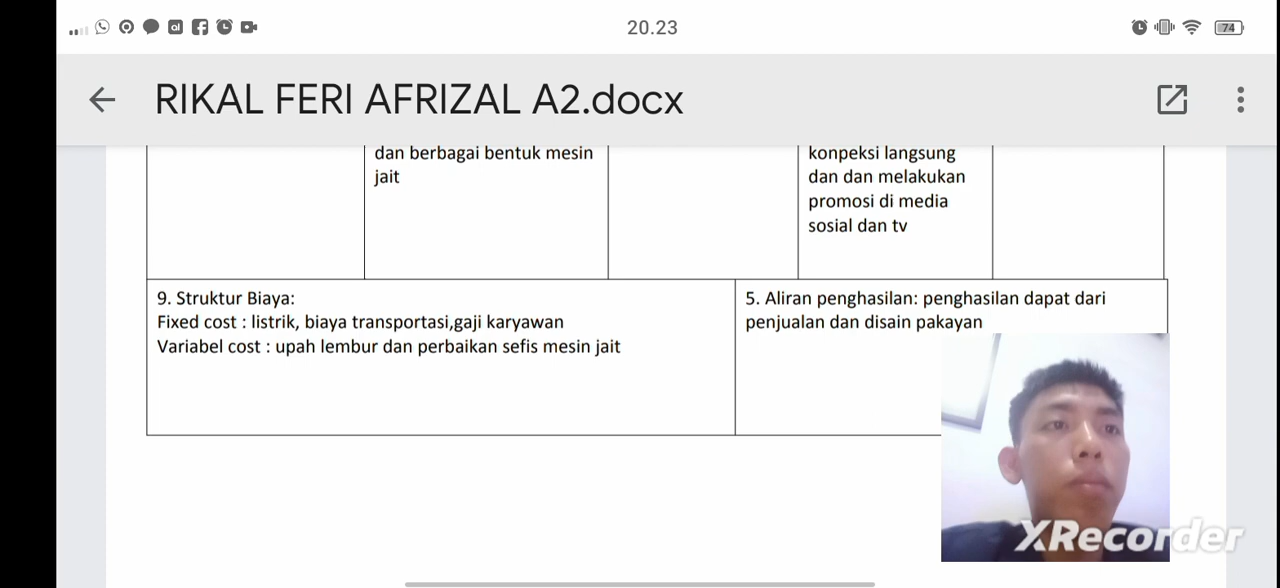 20.23
74
RIKAL FERI AFRIZAL A2.docx
dan berbagai bentuk mesin
jait
konpeksi langsung
dan dan melakukan
promosi di media
sosial dan tv
9. Struktur Biaya:
Fixed cost : listrik, biaya transportasi,gaji karyawan
Variabel cost : upah lembur dan perbaikan sefis mesin jait
5. Aliran penghasilan: penghasilan dapat dari
penjualan dan disain pakayan
XRecorder